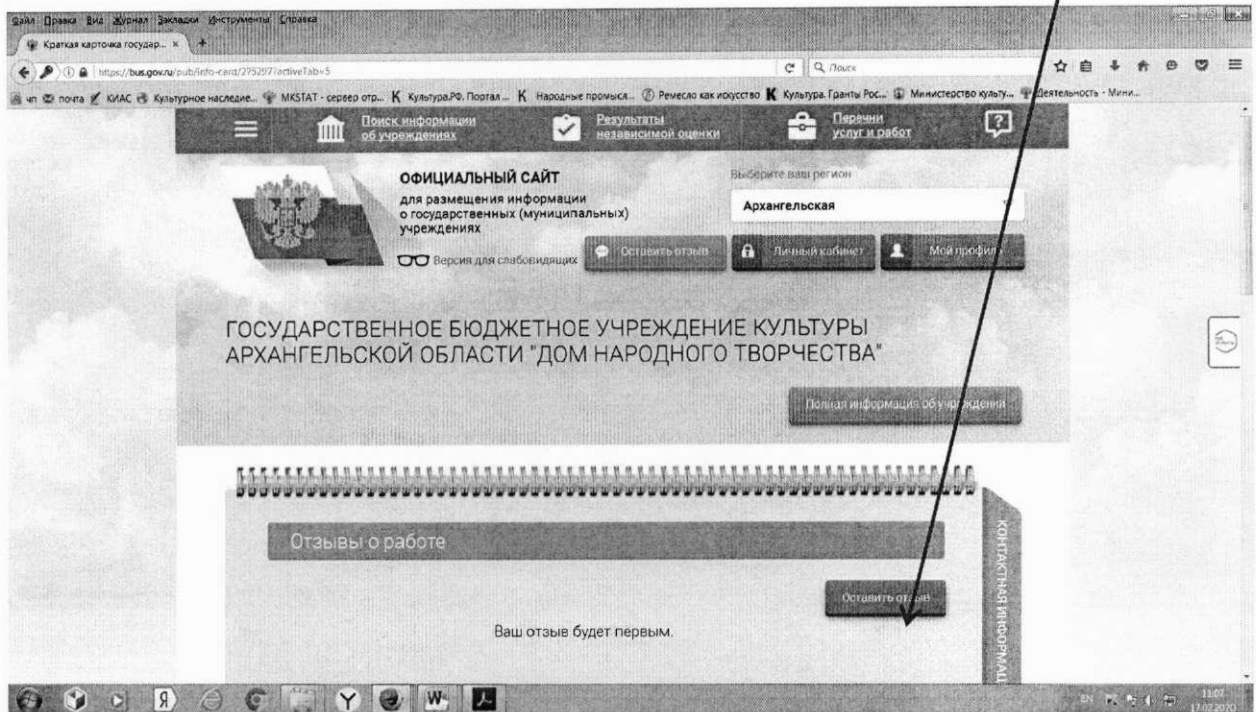 Файл Правка Вид Журнал Закладки Инструменты Справка
Краткая карточка государ... × +
https://bus.gov.ru/pub/info-card/275297?activeTab=5
Поиск
чп почта КИАС Культурное наследие... MKSTAT - сервер отр... Культура.РФ. Портал ... Народные промысл... Ремесло как искусство Культура. Гранты Рос... Министерство культу... Деятельность - Мини...
Поиск информации
об учреждениях
Результаты
независимой оценки
Перечни
услуг и работ
ОФИЦИАЛЬНЫЙ САЙТ
для размещения информации
о государственных (муниципальных)
учреждениях
Версия для слабовидящих
Выберите ваш регион
Архангельская
Оставить отзыв
Личный кабинет
Мой профиль
ГОСУДАРСТВЕННОЕ БЮДЖЕТНОЕ УЧРЕЖДЕНИЕ КУЛЬТУРЫ
АРХАНГЕЛЬСКОЙ ОБЛАСТИ "ДОМ НАРОДНОГО ТВОРЧЕСТВА"
Полная информация об учреждении
Отзывы о работе
Оставить отзыв
Ваш отзыв будет первым.
КОНТАКТНАЯ ИНФОРМАЦ
EN
11:07
17.02.2020